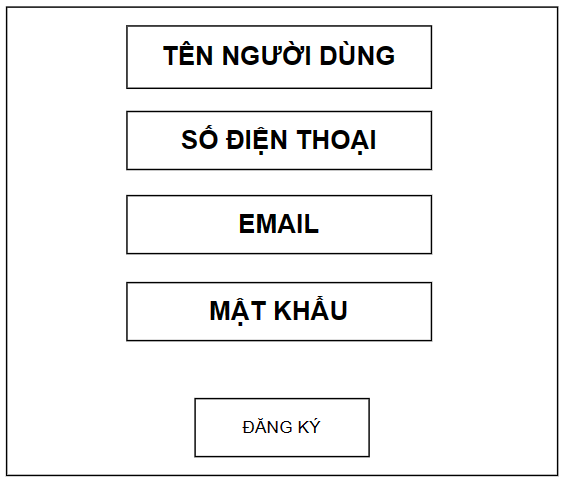 TÊN NGƯỜI DÙNG
SỐ ĐIỆN THOẠI
EMAIL
MẬT KHẨU
ĐĂNG KÝ